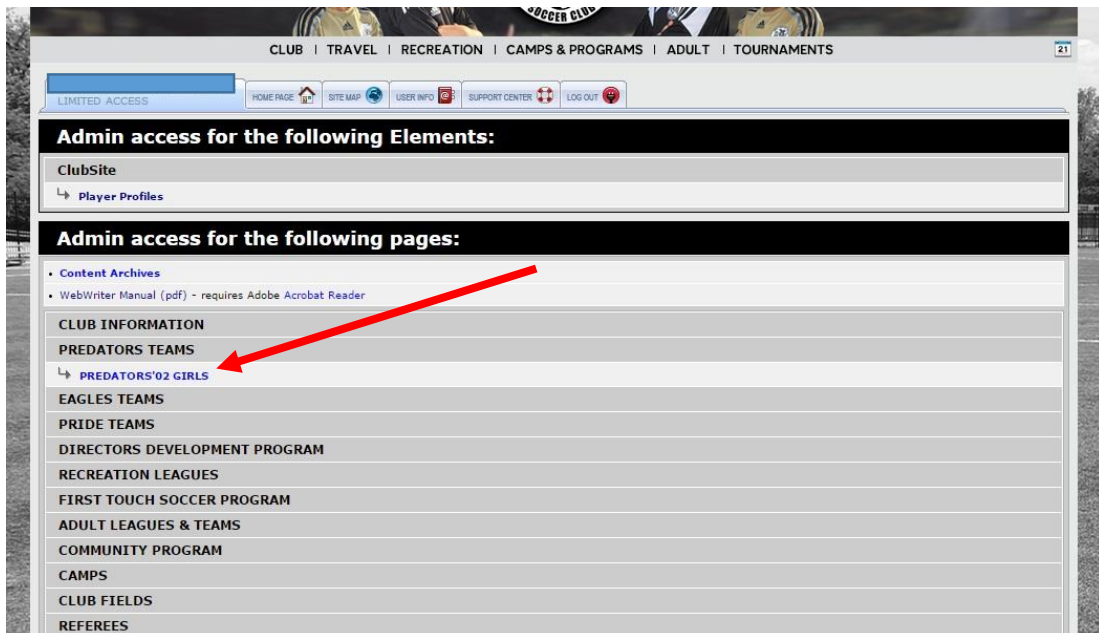 SOCCER CLUB
CLUB | TRAVEL | RECREATION | CAMPS & PROGRAMS | ADULT | TOURNAMENTS
21
LIMITED ACCESS
HOME PAGE
SITE MAP
USER INFO
SUPPORT CENTER
LOG OUT
Admin access for the following Elements:
ClubSite
Player Profiles
Admin access for the following pages:
• Content Archives
• WebWriter Manual (pdf) - requires Adobe Acrobat Reader
CLUB INFORMATION
PREDATORS TEAMS
PREDATORS'02 GIRLS
EAGLES TEAMS
PRIDE TEAMS
DIRECTORS DEVELOPMENT PROGRAM
RECREATION LEAGUES
FIRST TOUCH SOCCER PROGRAM
ADULT LEAGUES & TEAMS
COMMUNITY PROGRAM
CAMPS
CLUB FIELDS
REFEREES